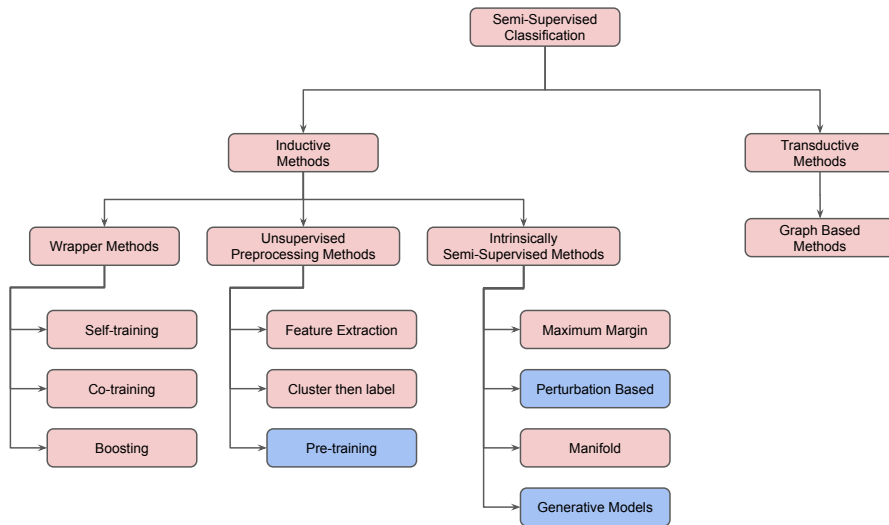 Semi-Supervised
Classification
Inductive
Methods
Transductive
Methods
Wrapper Methods
Unsupervised
Preprocessing Methods
Intrinsically
Semi-Supervised Methods
Graph Based
Methods
Self-training
Feature Extraction
Maximum Margin
Co-training
Cluster then label
Perturbation Based
Boosting
Pre-training
Manifold
Generative Models